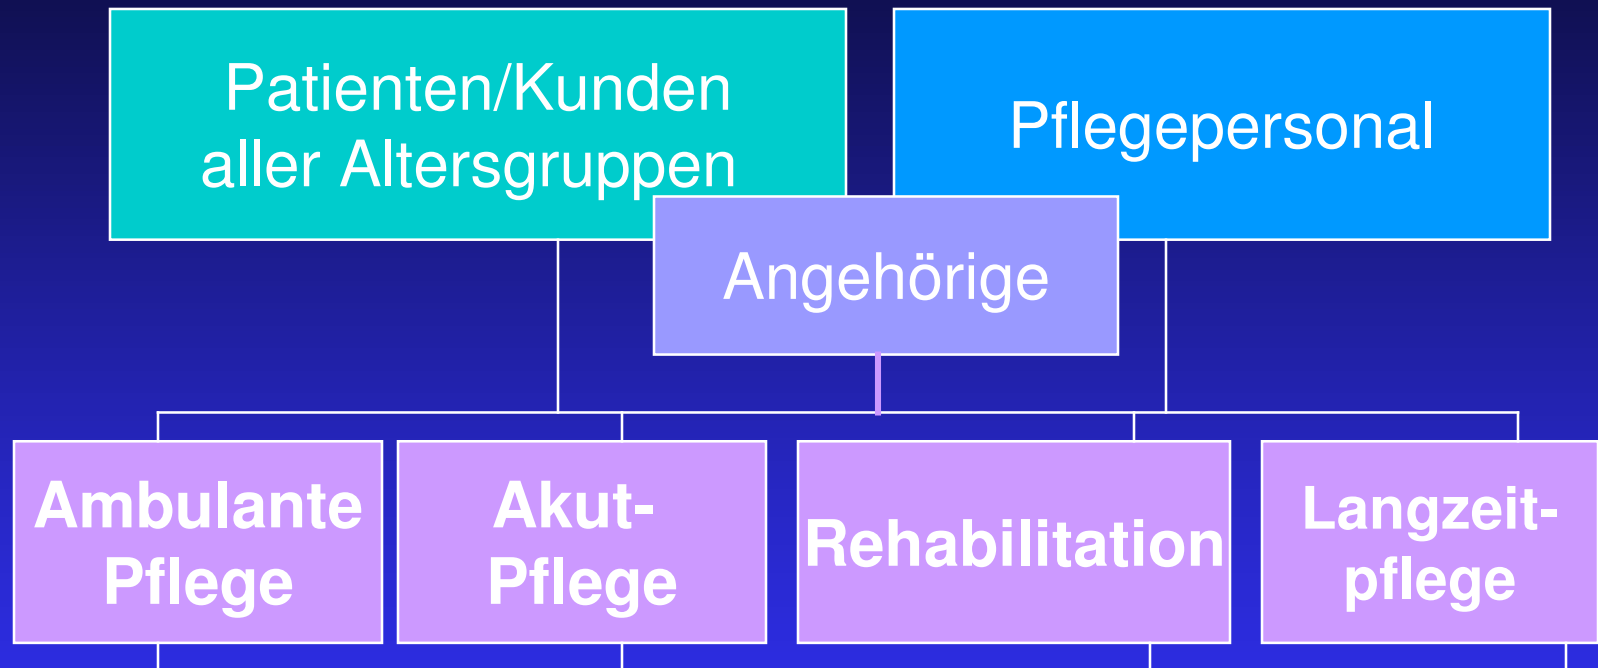 Patienten/Kunden
aller Altersgruppen
Pflegepersonal
Angehörige
Ambulante
Pflege
Akut-
Pflege
Rehabilitation
Langzeit-
pflege